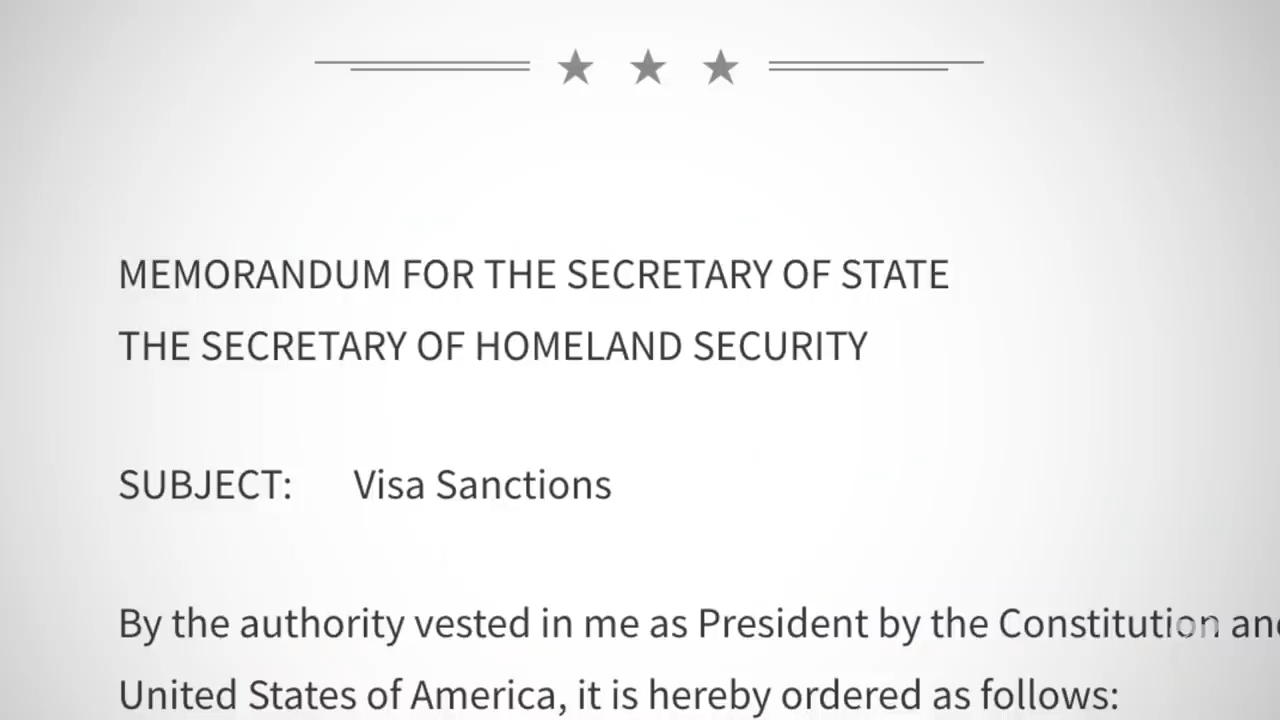 MEMORANDUM FOR THE SECRETARY OF STATE
THE SECRETARY OF HOMELAND SECURITY
SUBJECT: Visa Sanctions
By the authority vested in me as President by the Constitution and
United States of America, it is hereby ordered as follows: